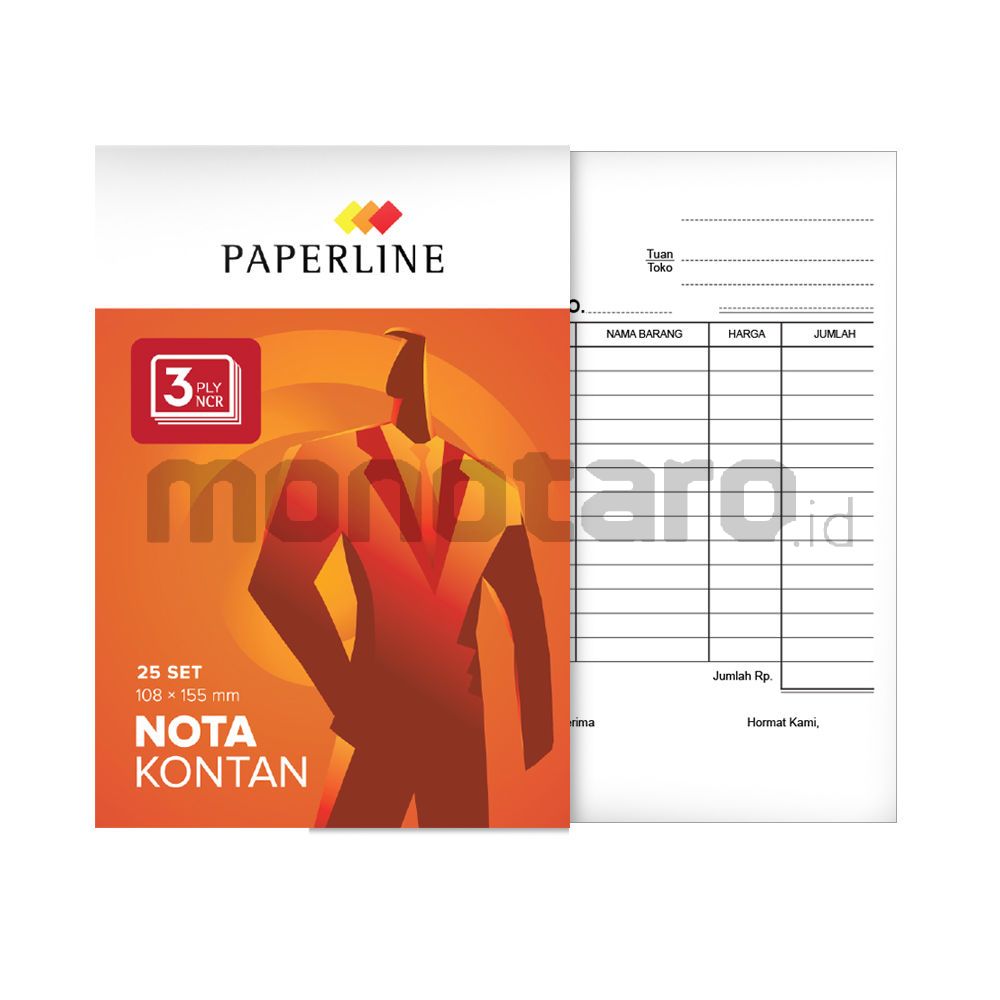 PAPERLINE
3 PLY
NCR
25 SET
108 × 155 mm
NOTA
KONTAN
Tuan
Toko
O.
NAMA BARANG HARGA JUMLAH
Jumlah Rp.
erima Hormat Kami,
monotaro.id